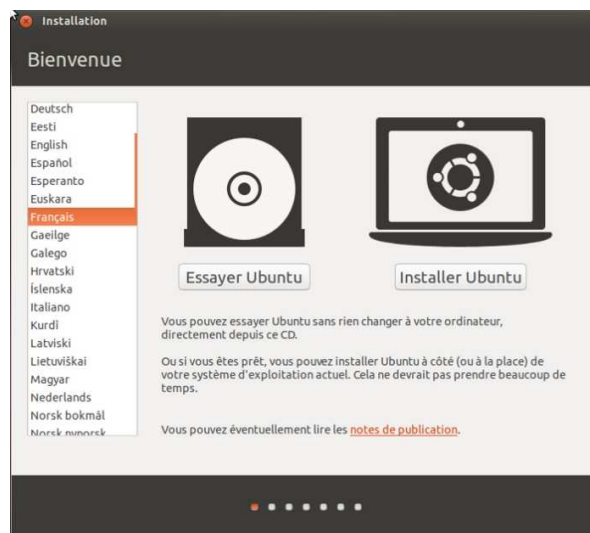 Installation
Bienvenue
Deutsch
Eesti
English
Español
Esperanto
Euskara
Français
Gaeilge
Galego
Hrvatski
Íslenska
Italiano
Kurdî
Latviski
Lietuviškai
Magyar
Nederlands
Norsk bokmål
Norsk nynorsk
Essayer Ubuntu
Installer Ubuntu
Vous pouvez essayer Ubuntu sans rien changer à votre ordinateur,
directement depuis ce CD.
Ou si vous êtes prêt, vous pouvez installer Ubuntu à côté (ou à la place) de
votre système d'exploitation actuel. Cela ne devrait pas prendre beaucoup de
temps.
Vous pouvez éventuellement lire les notes de publication.